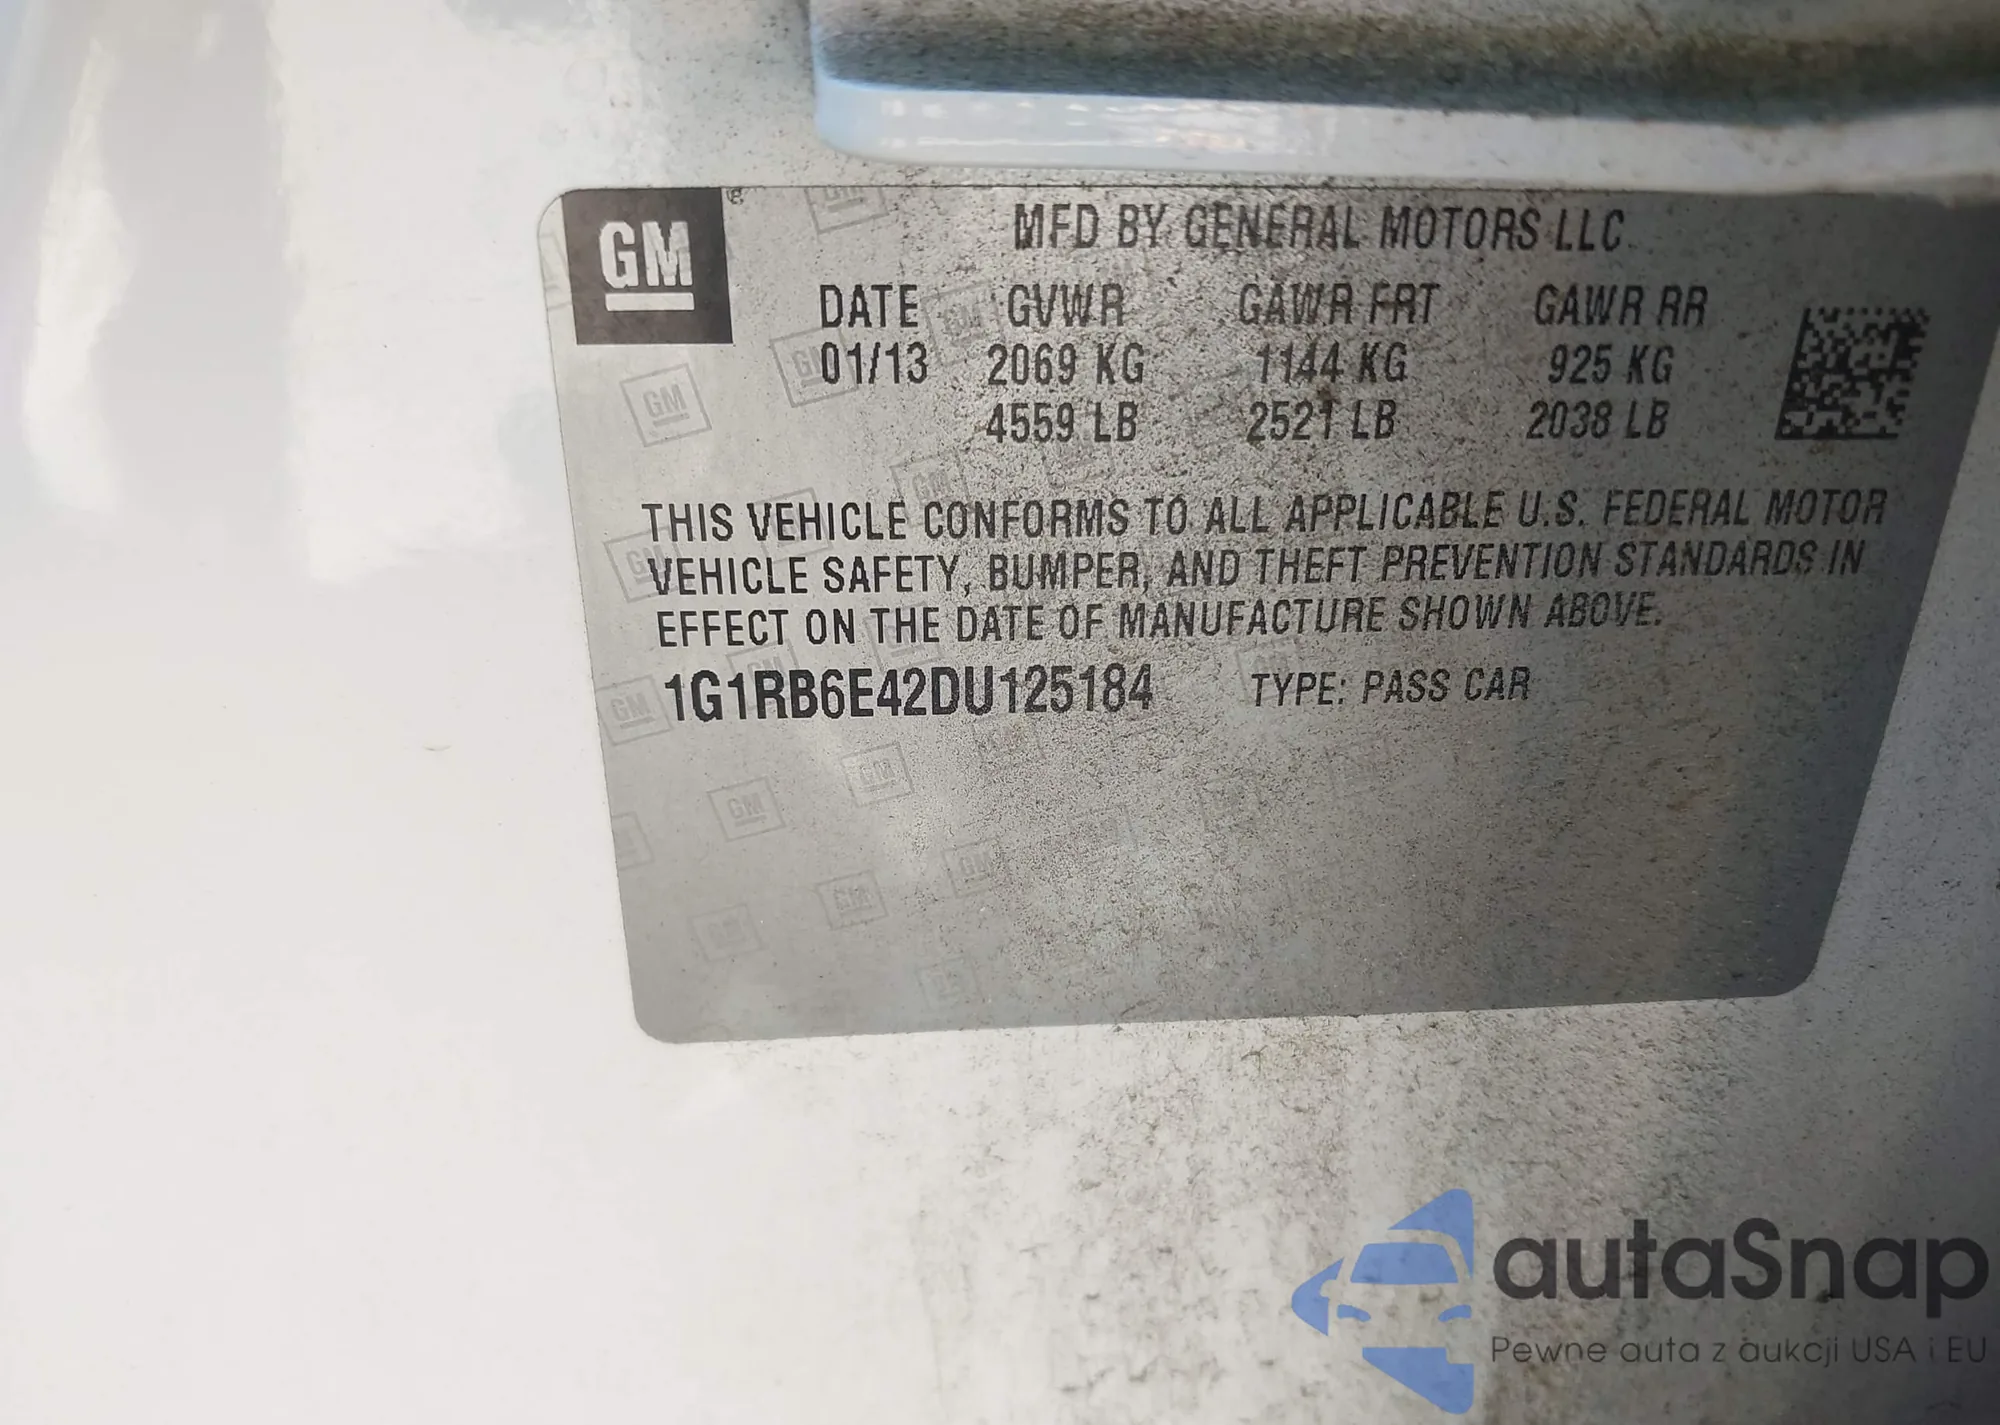 GM
MFD BY GENERAL MOTORS LLC
DATE GVWR GAWR FRT GAWR RR
01/13 2069 KG 1144 KG 925 KG
4559 LB 2521 LB 2038 LB
THIS VEHICLE CONFORMS TO ALL APPLICABLE U.S. FEDERAL MOTOR
VEHICLE SAFETY, BUMPER, AND THEFT PREVENTION STANDARDS IN
EFFECT ON THE DATE OF MANUFACTURE SHOWN ABOVE.
1G1RB6E42DU125184 TYPE: PASS CAR
autaSnap
Pewne auta z aukcji USA i EU